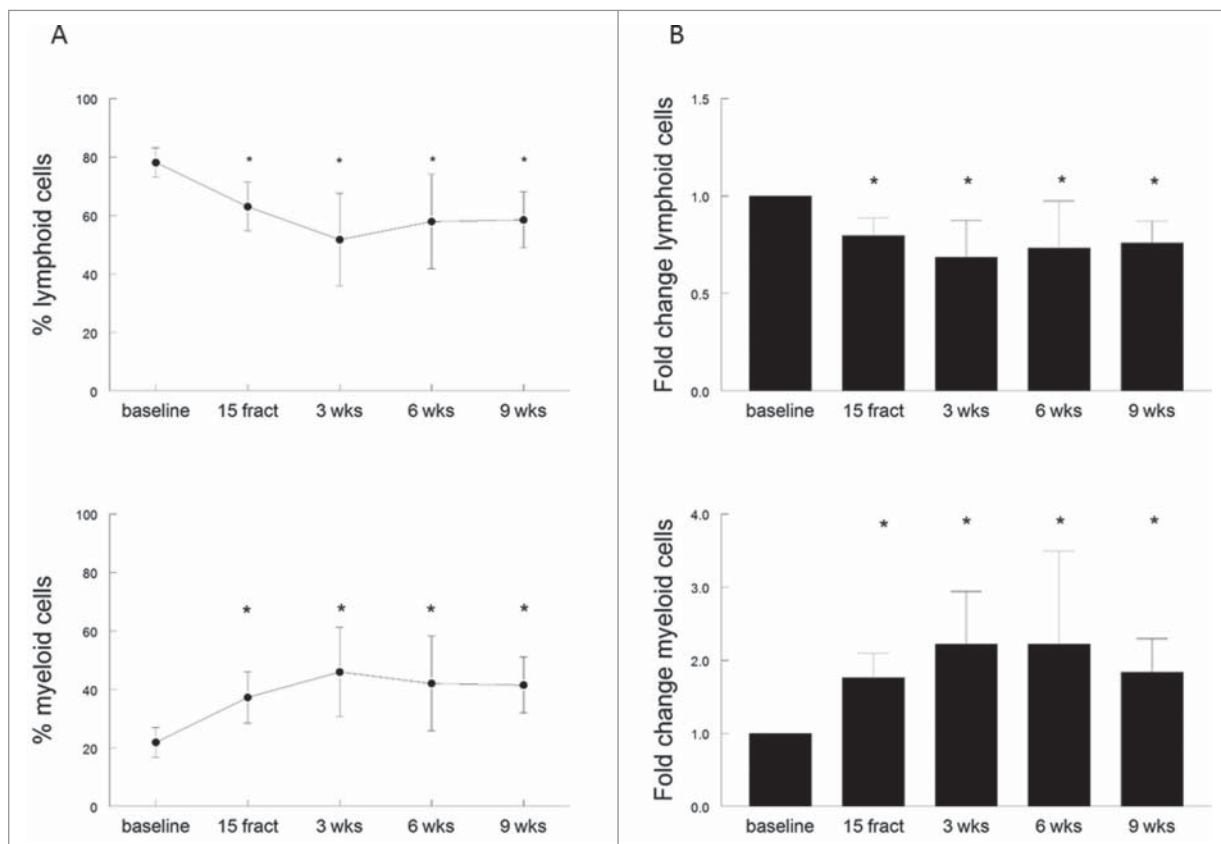 A
100
80
60
40
20
0
% lymphoid cells
* * * *
baseline 15 fract 3 wks 6 wks 9 wks
100
80
60
40
20
0
% myeloid cells
* * * *
baseline 15 fract 3 wks 6 wks 9 wks
B
1.5
1.0
0.5
0.0
Fold change lymphoid cells
* * * *
baseline 15 fract 3 wks 6 wks 9 wks
4.0
3.0
2.0
1.0
0.0
Fold change myeloid cells
* * * *
baseline 15 fract 3 wks 6 wks 9 wks